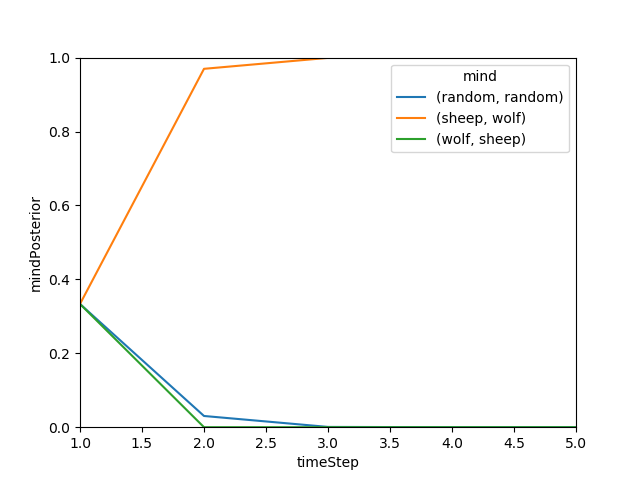 1.0
0.8
0.6
0.4
0.2
0.0
mindPosterior
mind
(random, random)
(sheep, wolf)
(wolf, sheep)
1.0 1.5 2.0 2.5 3.0 3.5 4.0 4.5 5.0
timeStep